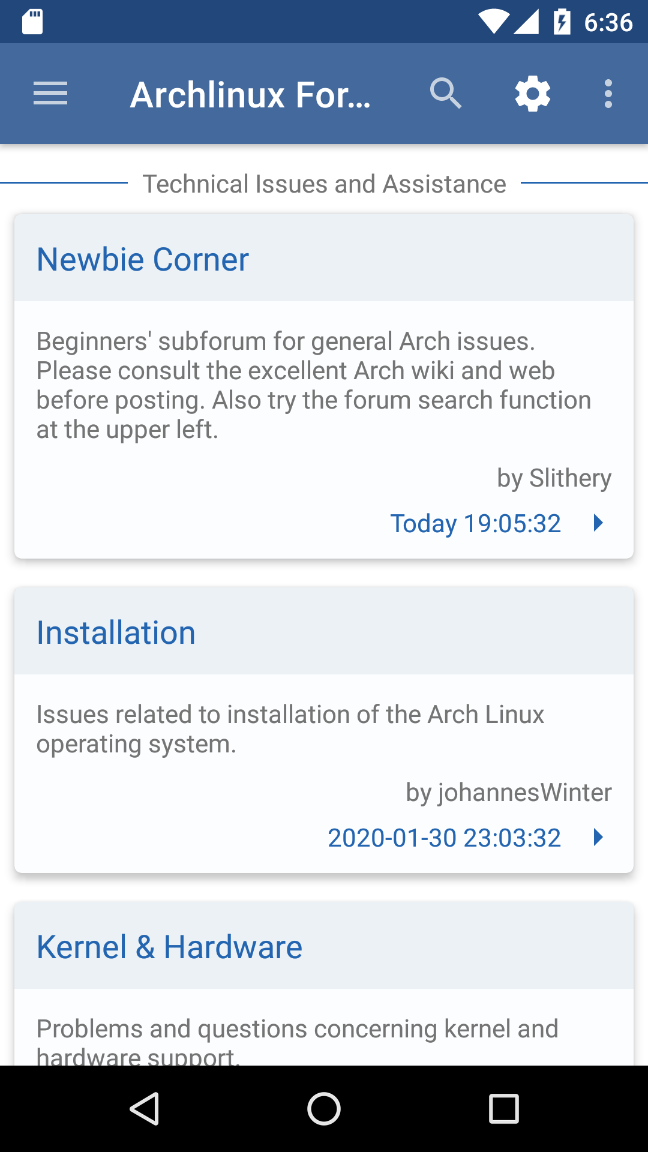 6:36
Archlinux For...
Technical Issues and Assistance
Newbie Corner
Beginners' subforum for general Arch issues.
Please consult the excellent Arch wiki and web
before posting. Also try the forum search function
at the upper left.
by Slithery
Today 19:05:32
Installation
Issues related to installation of the Arch Linux
operating system.
by johannesWinter
2020-01-30 23:03:32
Kernel & Hardware
Problems and questions concerning kernel and
hardware support.